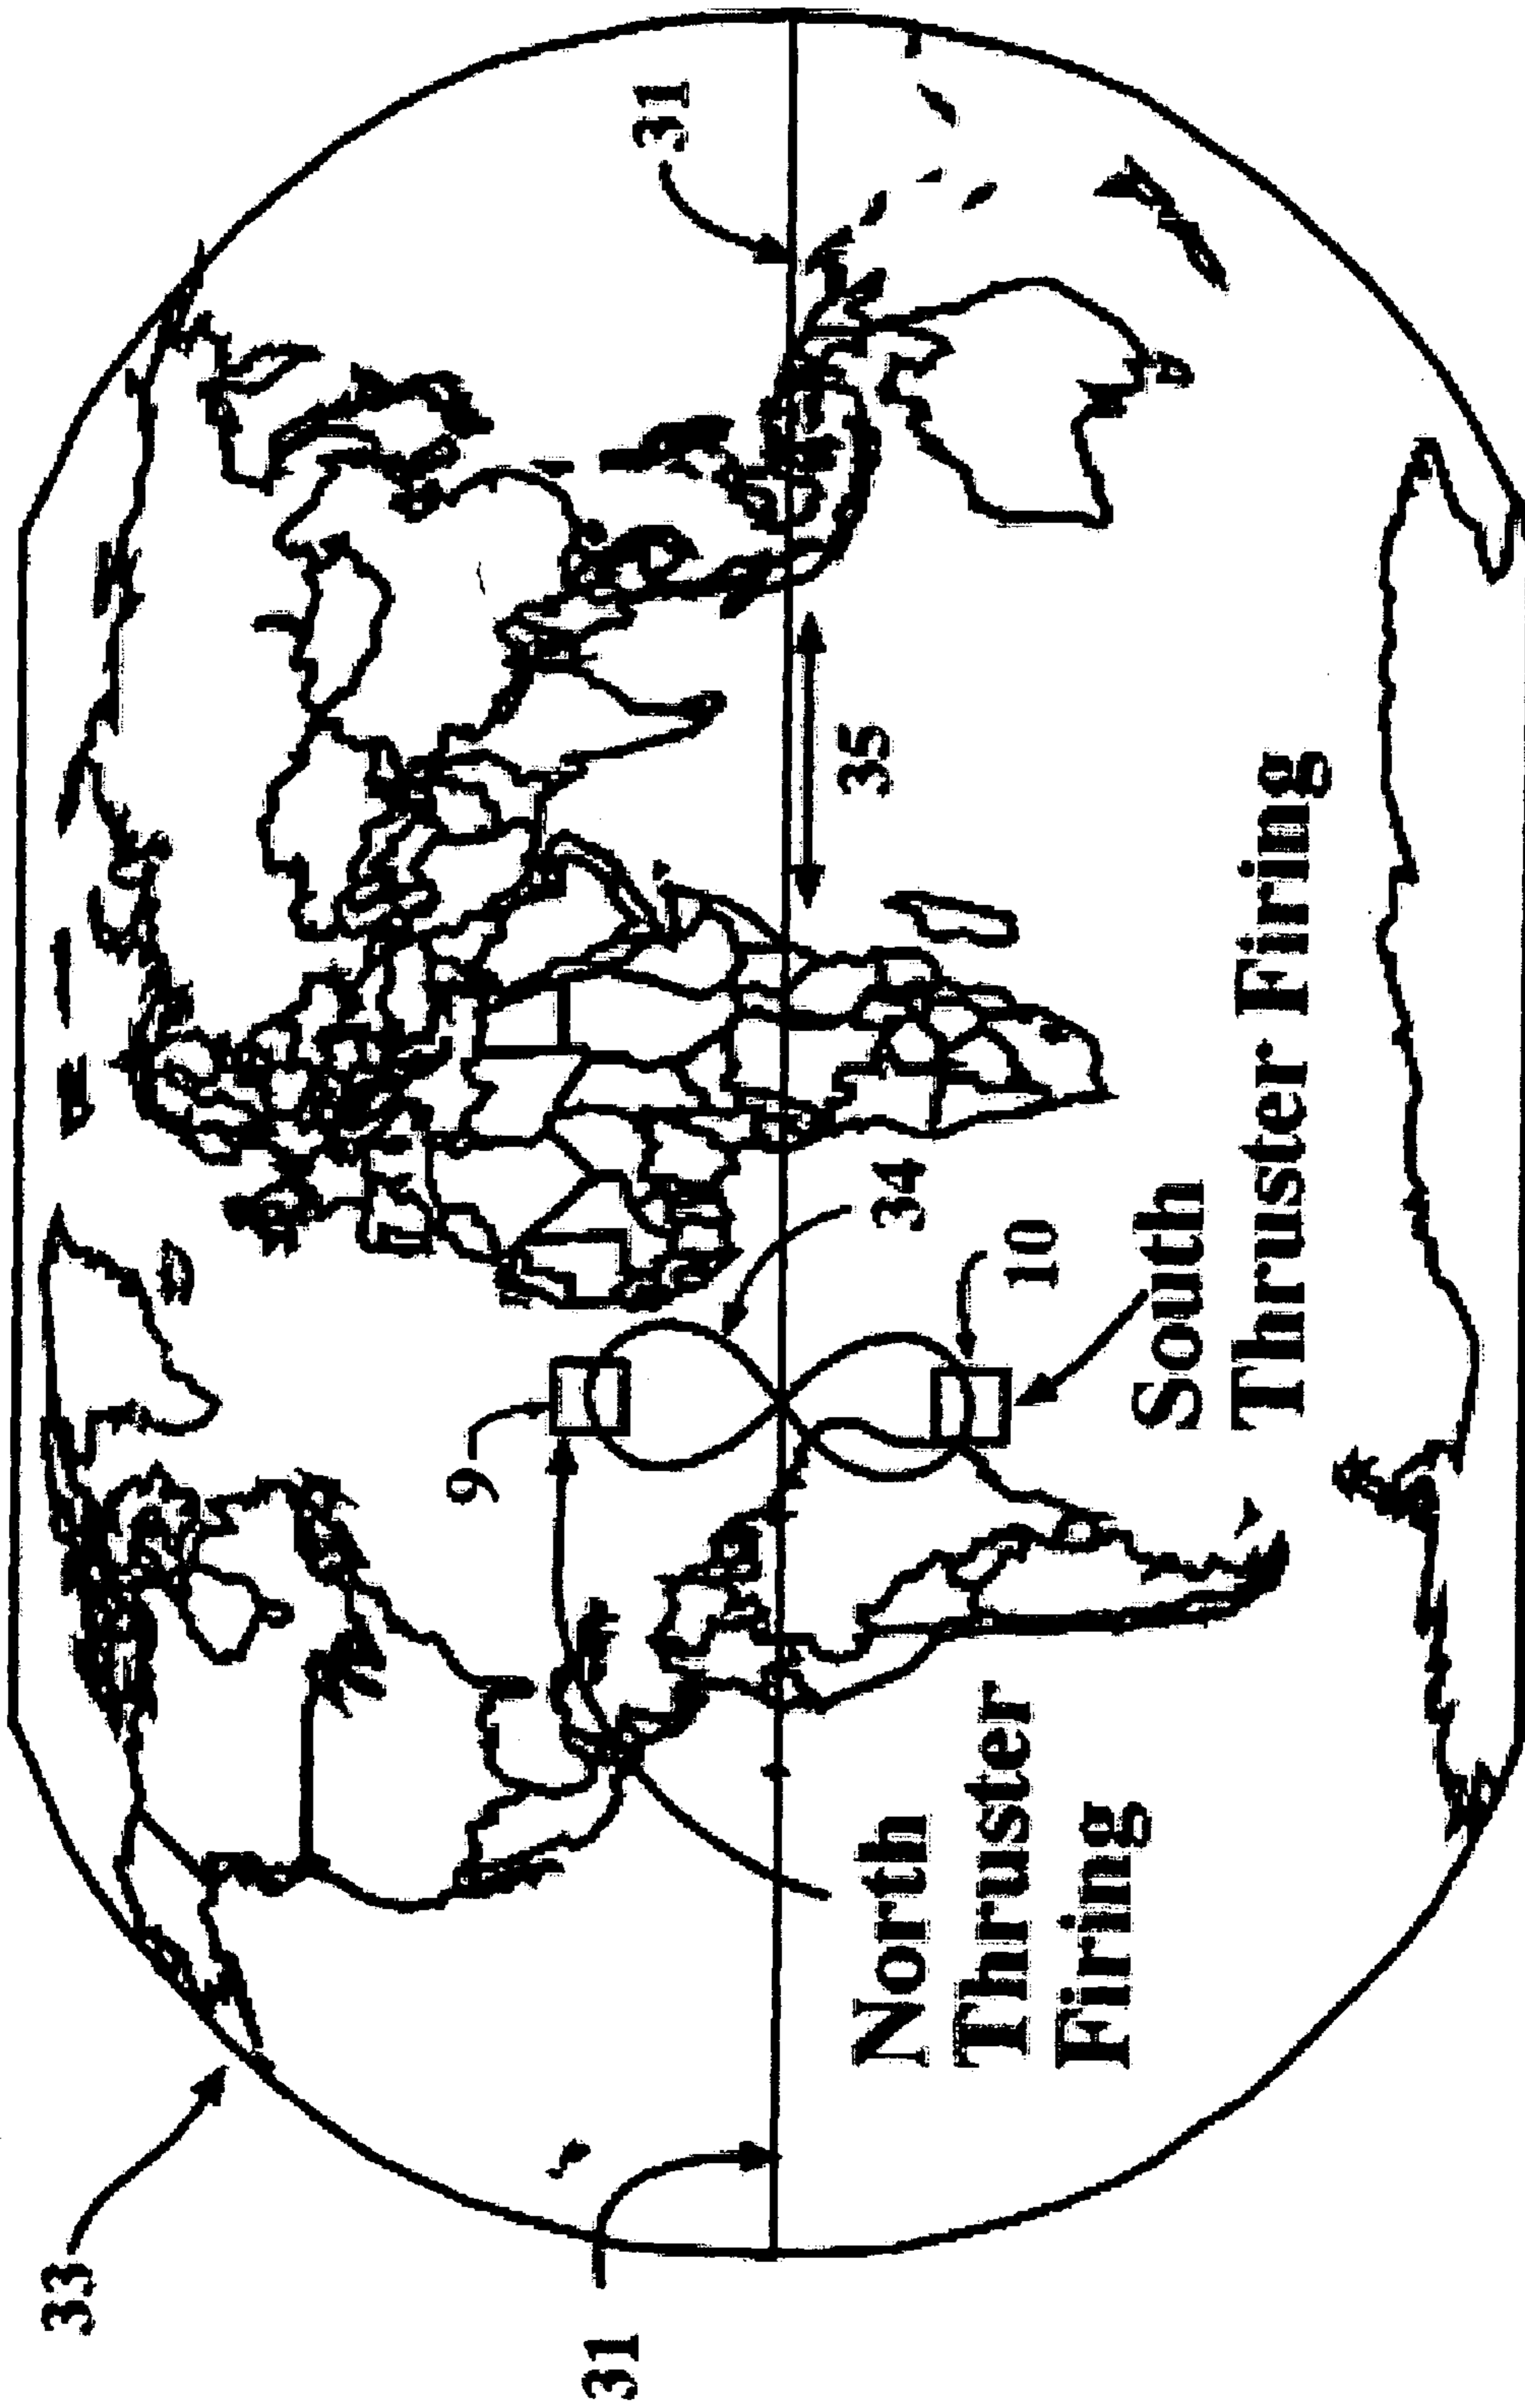 33
9
31
31
35
34
10
North
Thruster
Firing
South
Thruster Firing